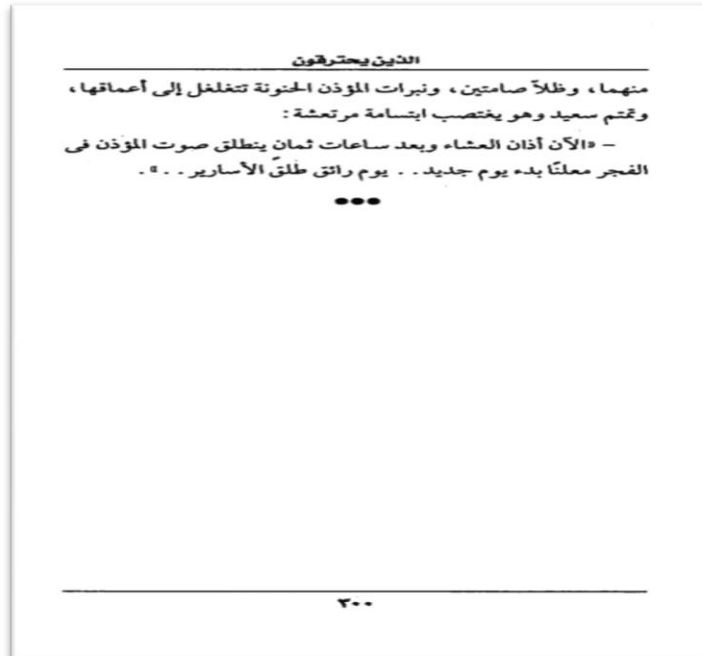 الذين يحترقون
منهما، وظلاّ صامتين، ونبرات المؤذن الحنونة تتغلغل إلى أعماقها،
وتمتم سعيد وهو يغتصب ابتسامة مرتعشة :
– «الآن أذان العشاء وبعد ساعات ثمان ينطلق صوت المؤذن فى
الفجر معلنًا بدء يوم جديد . . يوم رائق طلقّ الأسارير . . » .
●●●
٣٠٠